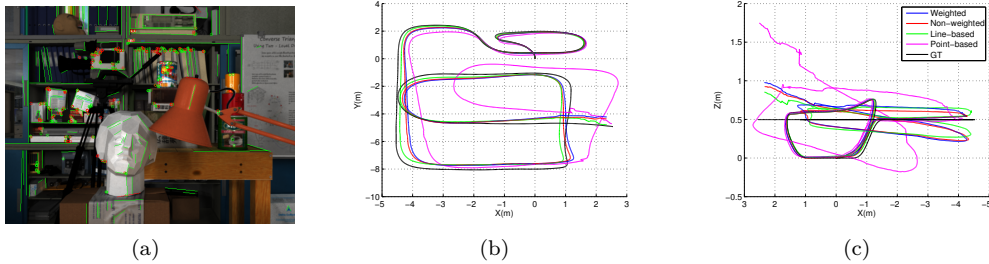 4
2
0
−2
−4
−6
−8
−10
Y(m)
−5 −4 −3 −2 −1 0 1 2 3
X(m)
2
1.5
1
0.5
0
−0.5
Z(m)
3 2 1 0 −1 −2 −3 −4 −5
X(m)
Weighted
Non−weighted
Line−based
Point−based
GT
(a) (b) (c)